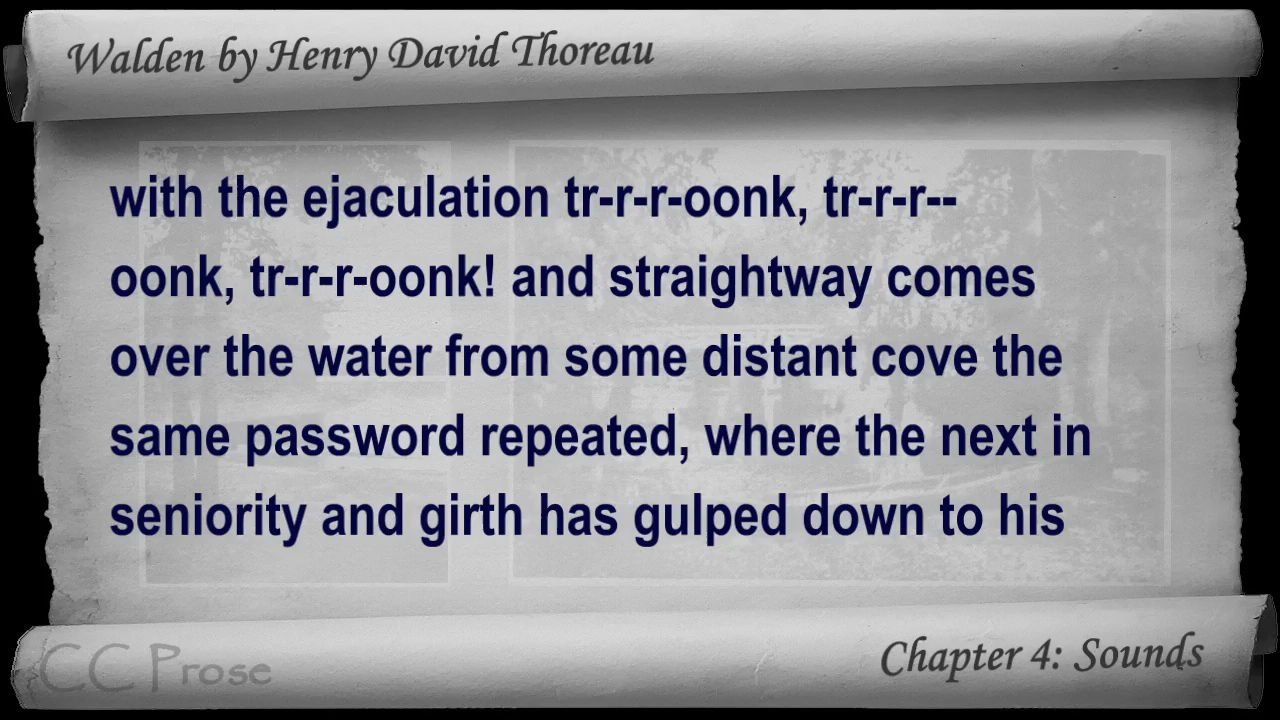 Walden by Henry David Thoreau
with the ejaculation tr-r-r-oonk, tr-r-r--
oonk, tr-r-r-oonk! and straightway comes
over the water from some distant cove the
same password repeated, where the next in
seniority and girth has gulped down to his
CC Prose
Chapter 4: Sounds